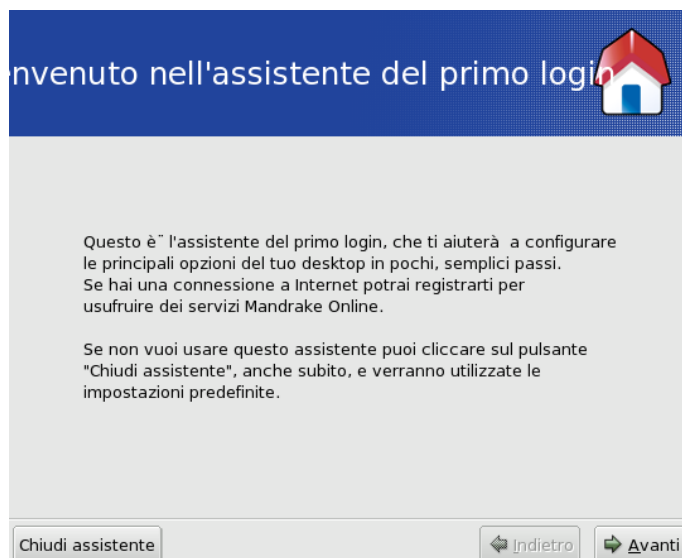 envenuto nell'assistente del primo login
Questo è¨ l'assistente del primo login, che ti aiuterà  a configurare
le principali opzioni del tuo desktop in pochi, semplici passi.
Se hai una connessione a Internet potrai registrarti per
usufruire dei servizi Mandrake Online.
Se non vuoi usare questo assistente puoi cliccare sul pulsante
"Chiudi assistente", anche subito, e verranno utilizzate le
impostazioni predefinite.
Chiudi assistente
Indietro
Avanti